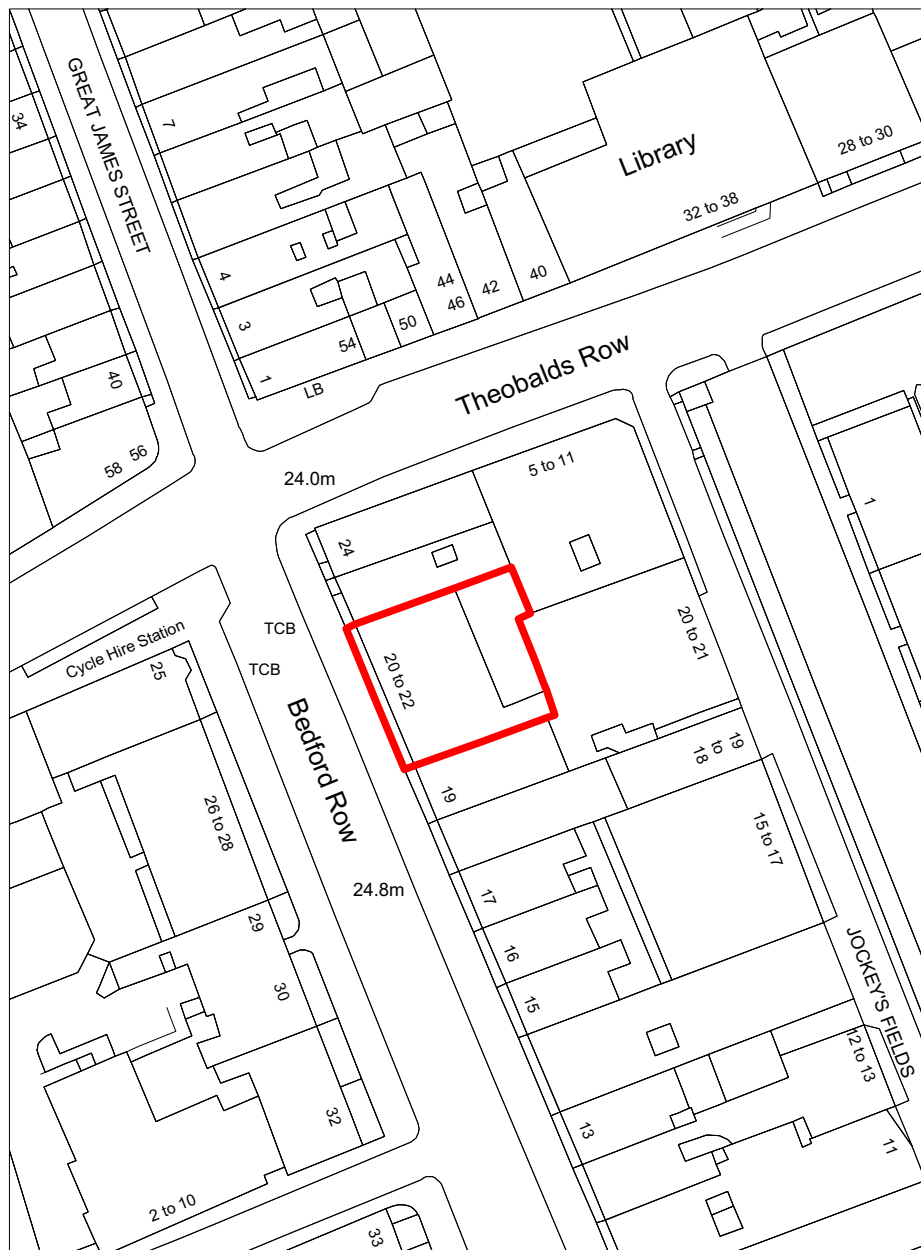 GREAT JAMES STREET
34
7
Library
28 to 30
32 to 38
4
3
1
44
46
42
40
50
54
LB
40
58
56
Theobalds Row
24.0m
5 to 11
24
1
TCB
TCB
Cycle Hire Station
25
20 to 22
20 to 21
Bedford Row
19
18
to
19
26 to 28
15 to 17
24.8m
17
29
16
30
15
JOCKEY'S FIELDS
12 to 13
32
13
11
2 to 10
33